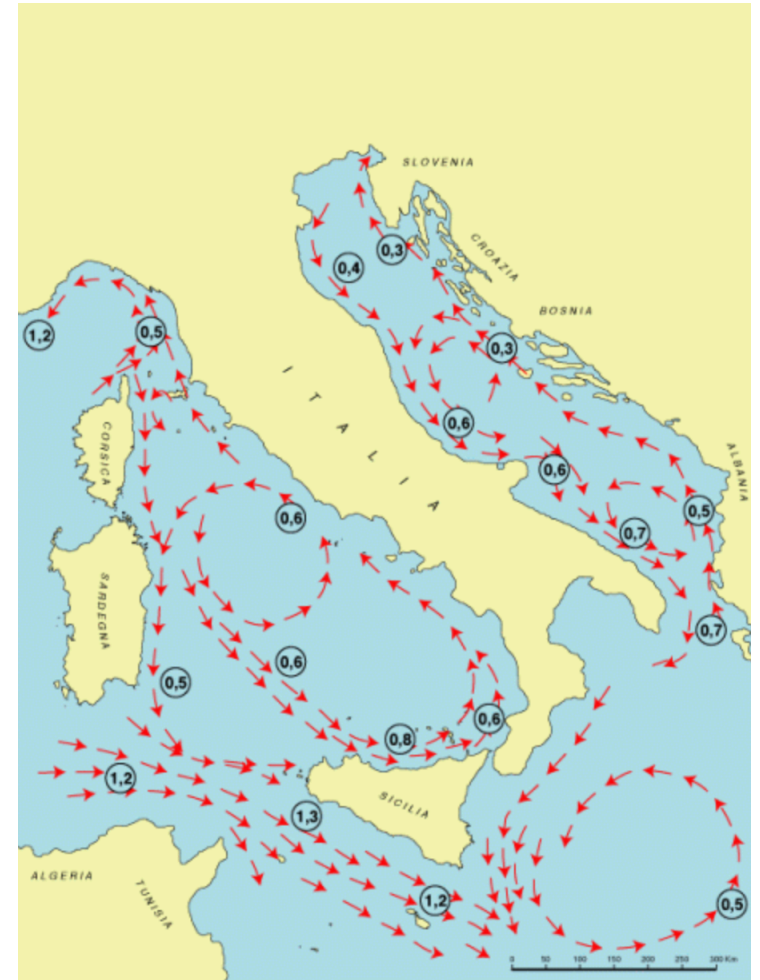 SLOVENIA
CROAZIA
0,3
0,4
BOSNIA
1,2
0,5
0,3
ITALIA
CORSICA
0,6
ALBANIA
0,6
0,5
0,6
0,7
SARDEGNA
0,7
0,6
0,5
0,6
0,8
1,2
SICILIA
1,3
ALGERIA
TUNISIA
1,2
0,5
0 50 100 150 200 250 300 Km